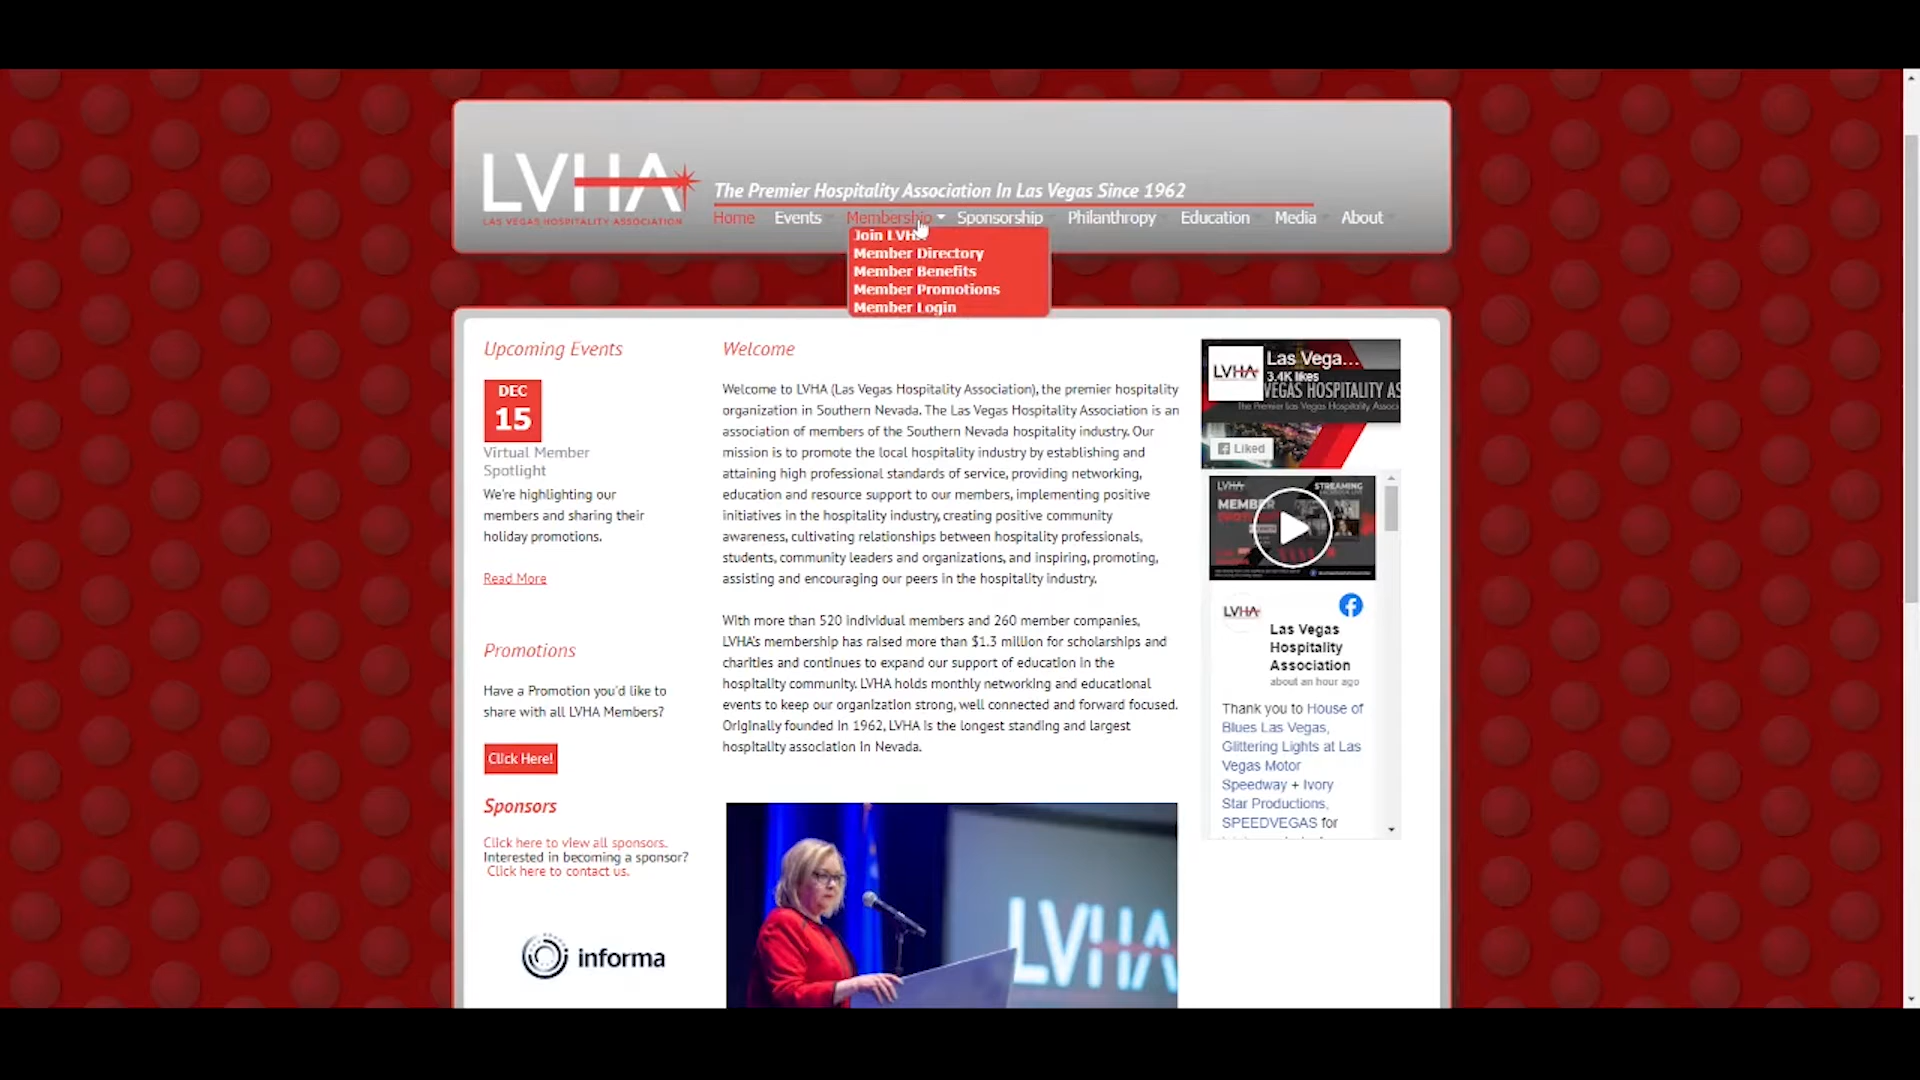 LVHA
LAS VEGAS HOSPITALITY ASSOCIATION
The Premier Hospitality Association In Las Vegas Since 1962
Home Events Membership Sponsorship Philanthropy Education Media About
Join LVHA
Member Directory
Member Benefits
Member Promotions
Member Login
Upcoming Events
DEC
15
Virtual Member
Spotlight
We're highlighting our
members and sharing their
holiday promotions.
Read More
Promotions
Have a Promotion you'd like to
share with all LVHA Members?
Click Here!
Sponsors
Click here to view all sponsors.
Interested in becoming a sponsor?
Click here to contact us.
informa
Welcome
Welcome to LVHA (Las Vegas Hospitality Association), the premier hospitality
organization in Southern Nevada. The Las Vegas Hospitality Association is an
association of members of the Southern Nevada hospitality industry. Our
mission is to promote the local hospitality industry by establishing and
attaining high professional standards of service, providing networking,
education and resource support to our members, implementing positive
initiatives in the hospitality industry, creating positive community
awareness, cultivating relationships between hospitality professionals,
students, community leaders and organizations, and inspiring, promoting,
assisting and encouraging our peers in the hospitality industry.
With more than 520 individual members and 260 member companies,
LVHA's membership has raised more than $1.3 million for scholarships and
charities and continues to expand our support of education in the
hospitality community. LVHA holds monthly networking and educational
events to keep our organization strong, well connected and forward focused.
Originally founded in 1962, LVHA is the longest standing and largest
hospitality association in Nevada.
LVHA
LVHA
Las Vega...
3.4K likes
VEGAS HOSPITALITY AS
The Premier Las Vegas Hospitality Associ
Liked
LVHA
STREAMING
MEMBER
LVHA
Las Vegas
Hospitality
Association
about an hour ago
Thank you to House of
Blues Las Vegas,
Glittering Lights at Las
Vegas Motor
Speedway + Ivory
Star Productions,
SPEEDVEGAS for